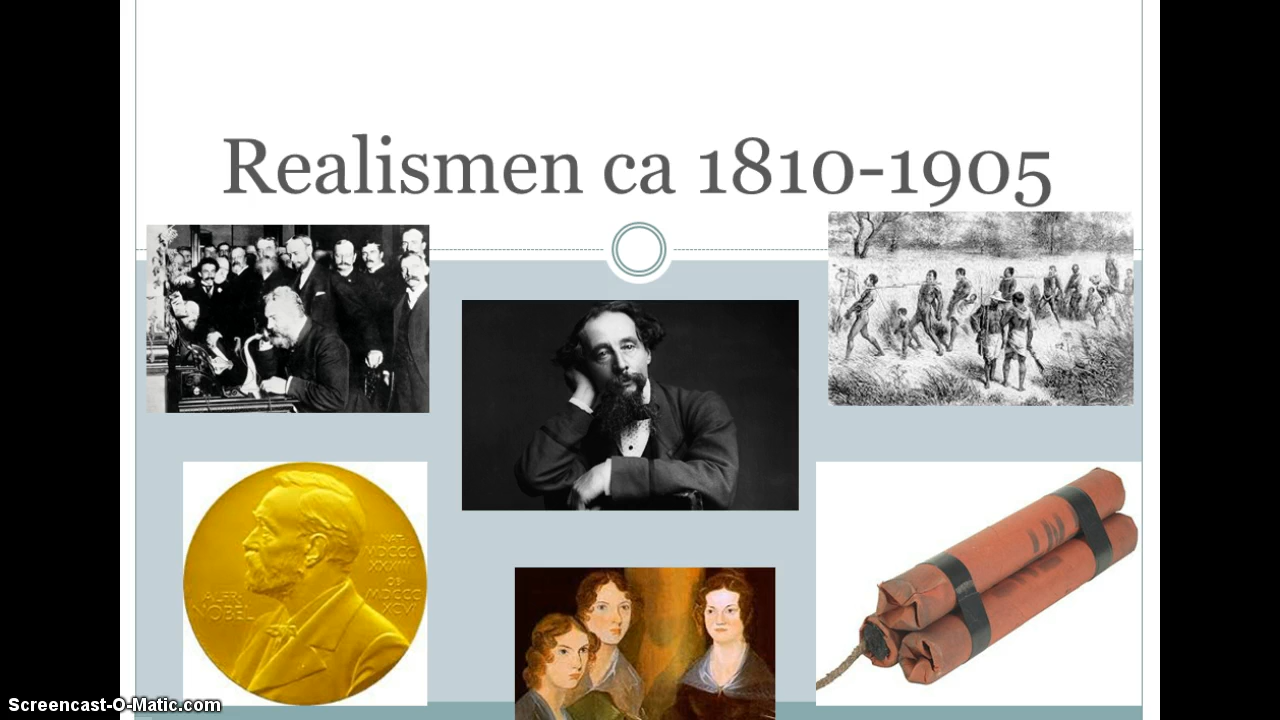 Realismen ca 1810-1905
ALFR.
NOBEL
NAT.
MDCCC
XXXIII
OB.
MDCCC
XCVI
Screencast-O-Matic.com